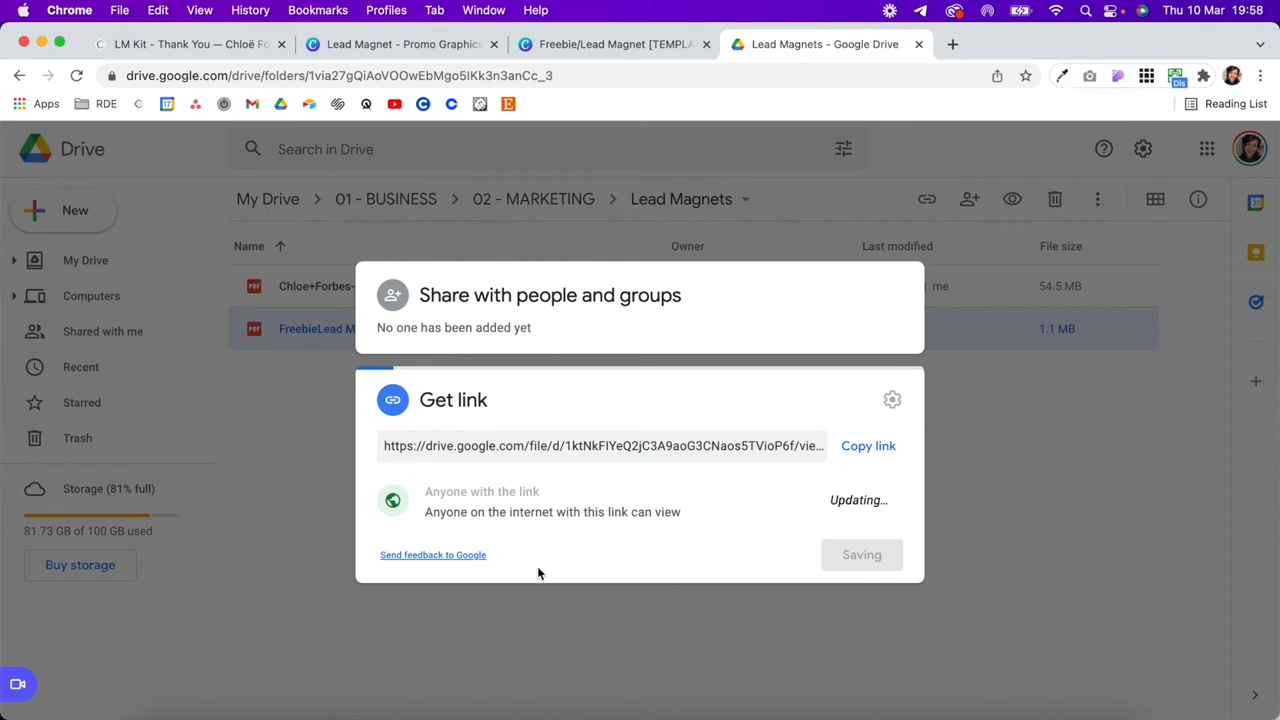 Chrome File Edit View History Bookmarks Profiles Tab Window Help Thu 10 Mar 19:58
LM Kit - Thank You — Chloë Fo
Lead Magnet - Promo Graphics
Freebie/Lead Magnet [TEMPLA
Lead Magnets - Google Drive
drive.google.com/drive/folders/1via27gQiAoVOOwEbMgo5lKk3n3anCc_3
Dis
Apps RDE 17 Reading List
Drive
Search in Drive
New
My Drive 01 - BUSINESS 02 - MARKETING Lead Magnets
Name Owner Last modified File size
My Drive
PDF Chloe+Forbes- me 54.5 MB
Computers
PDF FreebieLead M 1.1 MB
Shared with me
Recent
Starred
Trash
Storage (81% full)
81.73 GB of 100 GB used
Buy storage
Share with people and groups
No one has been added yet
Get link
https://drive.google.com/file/d/1ktNkFIYeQ2jC3A9aoG3CNaos5TVioP6f/vie...
Copy link
Anyone with the link
Anyone on the internet with this link can view
Updating...
Send feedback to Google
Saving